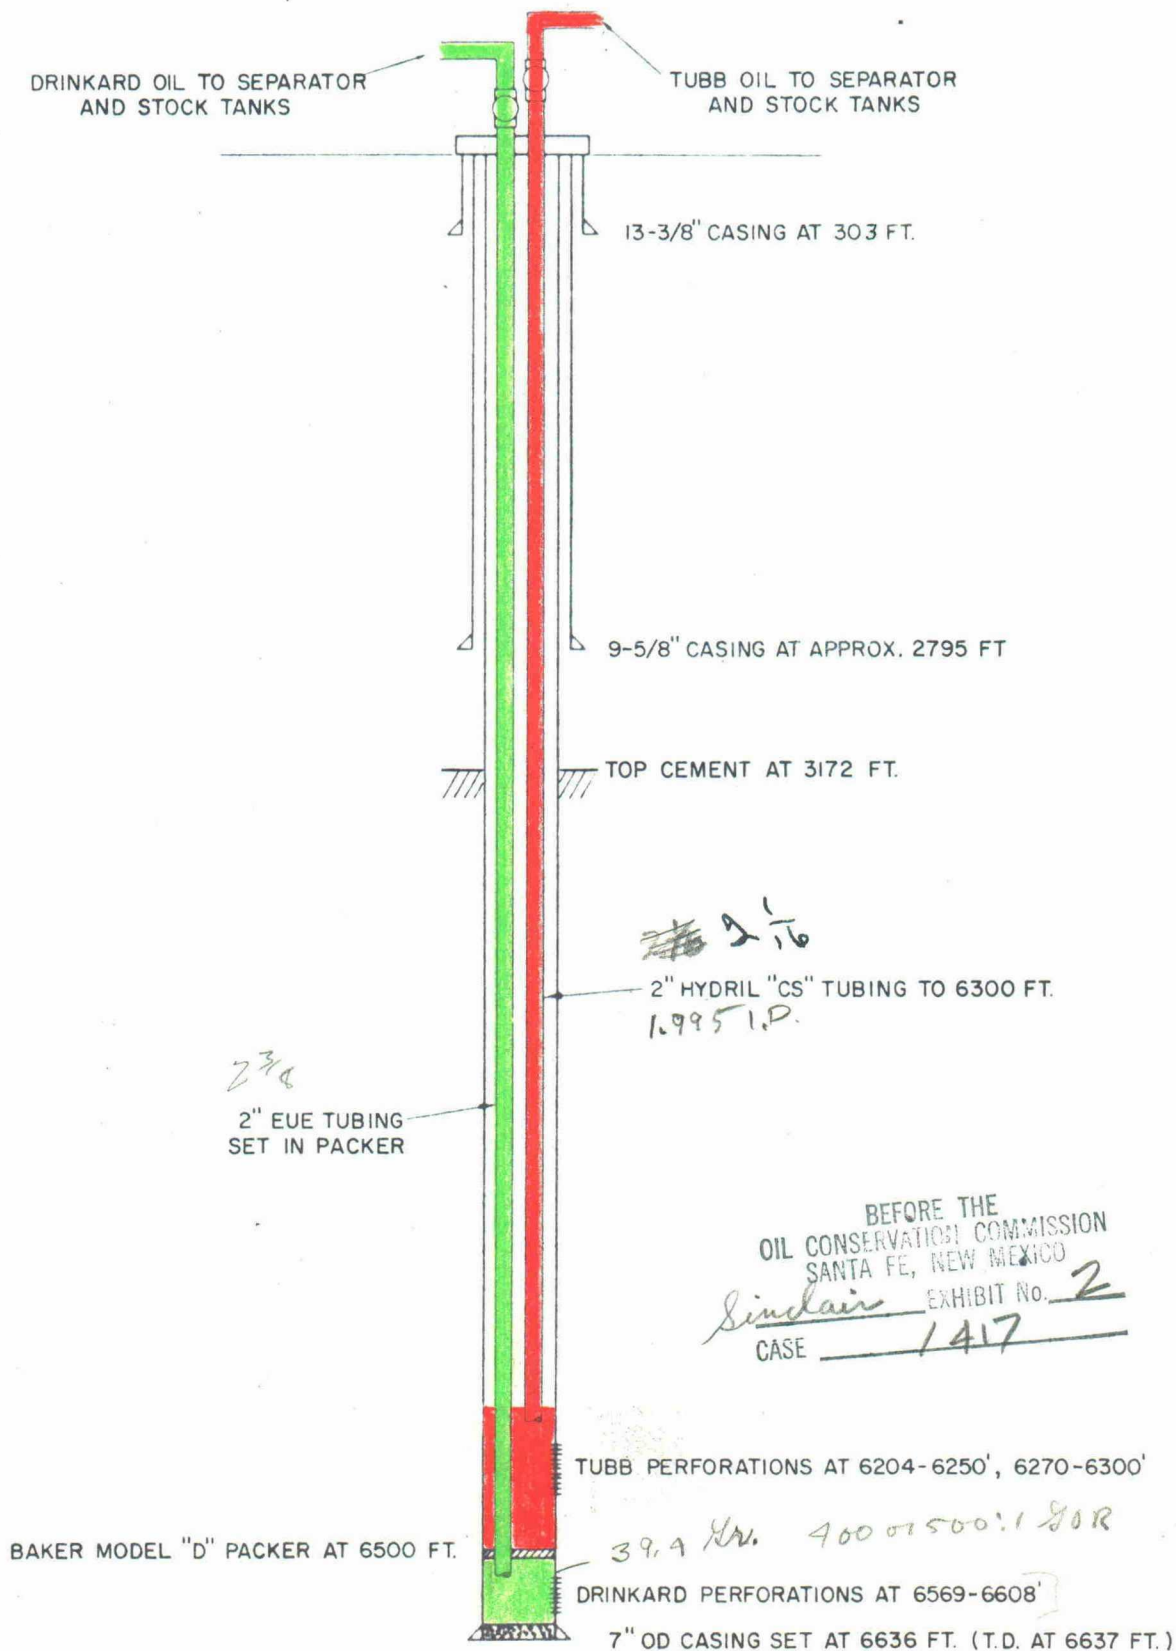 DRINKARD OIL TO SEPARATOR
AND STOCK TANKS
TUBB OIL TO SEPARATOR
AND STOCK TANKS
13-3/8" CASING AT 303 FT.
9-5/8" CASING AT APPROX. 2795 FT
TOP CEMENT AT 3172 FT.
2 1/16
2" HYDRIL "CS" TUBING TO 6300 FT.
1.995 I.D.
2 3/8
2" EUE TUBING
SET IN PACKER
BEFORE THE
OIL CONSERVATION COMMISSION
SANTA FE, NEW MEXICO
Sinclair EXHIBIT No. 2
CASE 1417
TUBB PERFORATIONS AT 6204-6250', 6270-6300'
39.4 Gr. 400 or 500:1 GOR
BAKER MODEL "D" PACKER AT 6500 FT.
DRINKARD PERFORATIONS AT 6569-6608'
7" OD CASING SET AT 6636 FT. (T.D. AT 6637 FT.)